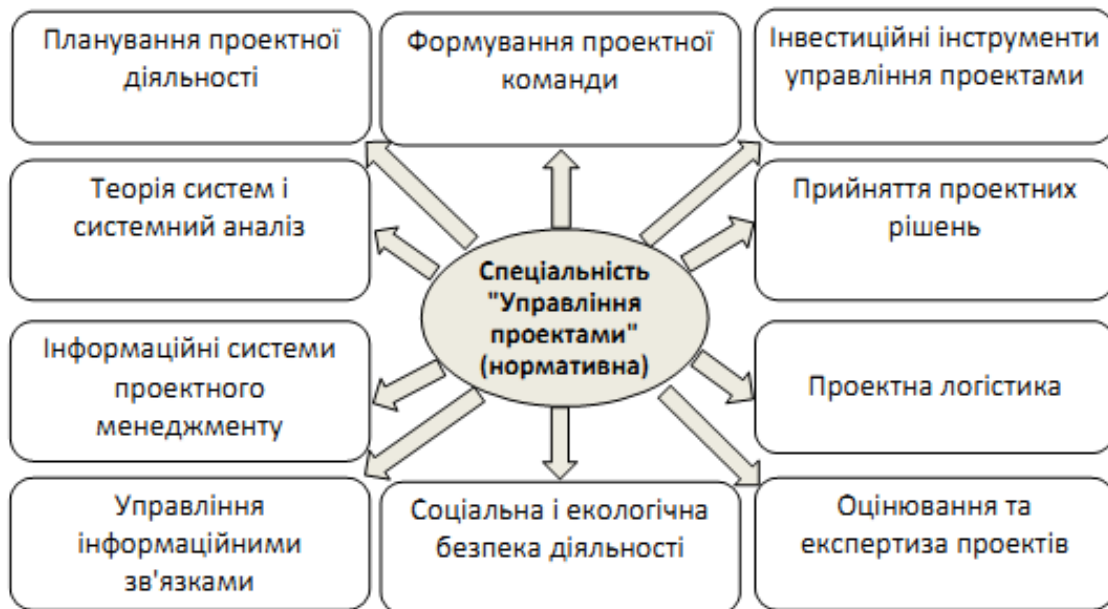 Планування проектної
діяльності
Формування проектної
команди
Інвестиційні інструменти
управління проектами
Теорія систем і
системний аналіз
Прийняття проектних
рішень
Спеціальність
"Управління
проектами"
(нормативна)
Інформаційні системи
проектного
менеджменту
Проектна логістика
Управління
інформаційними
зв'язками
Соціальна і екологічна
безпека діяльності
Оцінювання та
експертиза проектів